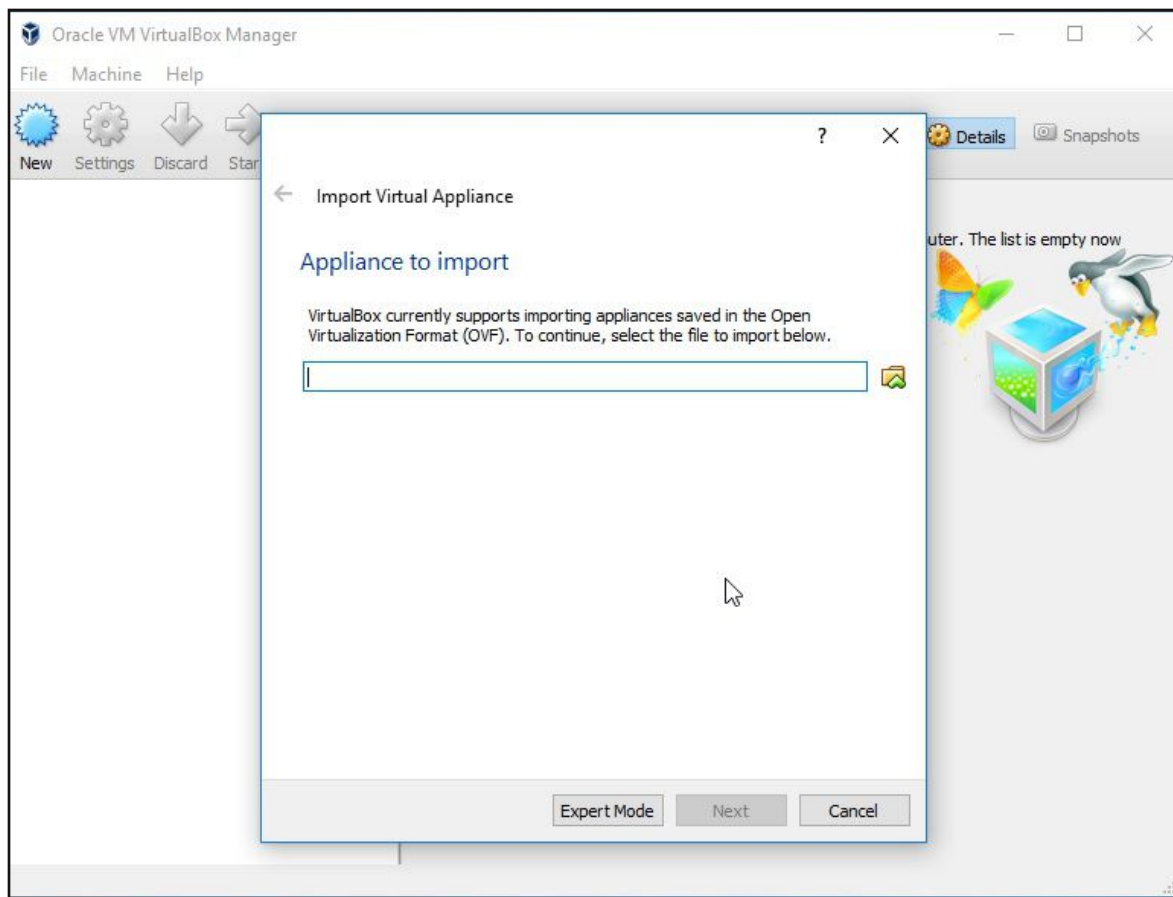 Oracle VM VirtualBox Manager
File Machine Help
New Settings Discard Star
Details Snapshots
?
Import Virtual Appliance
uter. The list is empty now
Appliance to import
VirtualBox currently supports importing appliances saved in the Open
Virtualization Format (OVF). To continue, select the file to import below.
Expert Mode Next Cancel